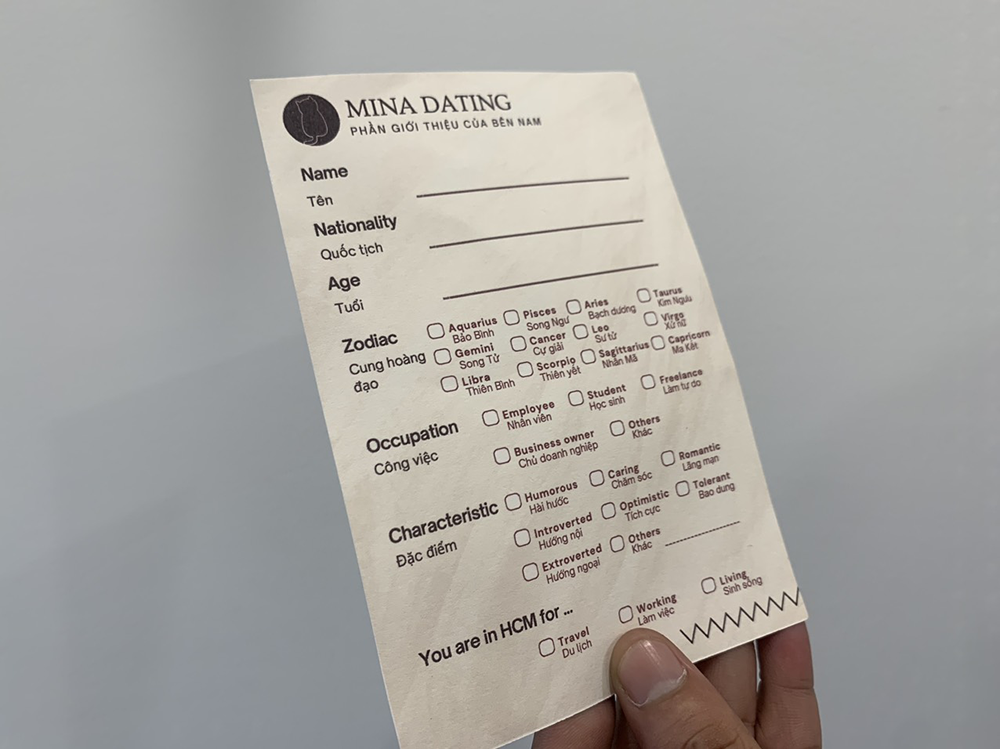 MINA DATING
PHẦN GIỚI THIỆU CỦA BÊN NAM
Name
Tên
Nationality
Quốc tịch
Age
Tuổi
Zodiac
Cung hoàng
đạo
Aquarius Pisces Aries Taurus
Bảo Bình Song Ngư Bạch dương Kim Ngưu
Gemini Cancer Leo Virgo
Song Tử Cự giải Sư tử Xử nữ
Libra Scorpio Sagittarius Capricorn
Thiên Bình Thiên yết Nhân Mã Ma Kết
Occupation
Công việc
Employee Student Freelance
Nhân viên Học sinh Làm tự do
Business owner Others
Chủ doanh nghiệp Khác
Characteristic
Đặc điểm
Humorous Caring Romantic
Hài hước Chăm sóc Lãng mạn
Introverted Optimistic Tolerant
Hướng nội Tích cực Bao dung
Extroverted Others
Hướng ngoại Khác
You are in HCM for ...
Travel Working Living
Du lịch Làm việc Sinh sống